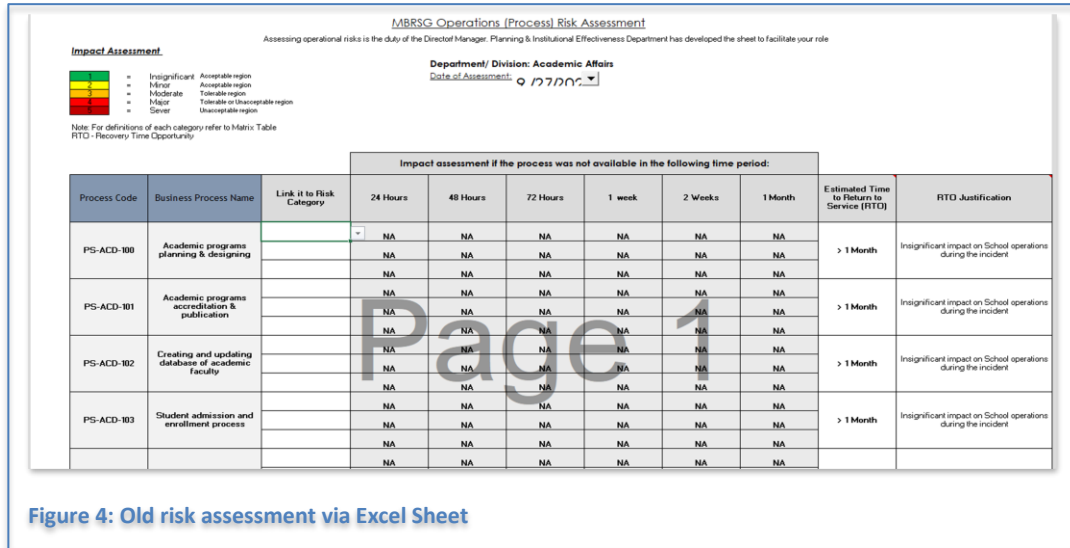 MBRSG Operations (Process) Risk Assessment
Assessing operational risks is the duty of the Director/ Manager. Planning & Institutional Effectiveness Department has developed the sheet to facilitate your role
Impact Assessment
Department/ Division: Academic Affairs
Date of Assessment:
1 = Insignificant Acceptable region
2 = Minor Acceptable region
3 = Moderate Tolerable region
4 = Major Tolerable or Unacceptable region
5 = Sever Unacceptable region
Note: For definitions of each category refer to Matrix Table
RTO - Recovery Time Opportunity
Impact assessment if the process was not available in the following time period:
Process Code Business Process Name Link it to Risk Category 24 Hours 48 Hours 72 Hours 1 week 2 Weeks 1 Month Estimated Time to Return to Service (RTO) RTO Justification
PS-ACD-100 Academic programs planning & designing NA NA NA NA NA NA > 1 Month Insignificant impact on School operations during the incident
NA NA NA NA NA NA
NA NA NA NA NA NA
PS-ACD-101 Academic programs accreditation & publication NA NA NA NA NA NA > 1 Month Insignificant impact on School operations during the incident
NA NA NA NA NA NA
NA NA NA NA NA NA
PS-ACD-102 Creating and updating database of academic faculty NA NA NA NA NA NA > 1 Month Insignificant impact on School operations during the incident
NA NA NA NA NA NA
NA NA NA NA NA NA
PS-ACD-103 Student admission and enrollment process NA NA NA NA NA NA > 1 Month Insignificant impact on School operations during the incident
NA NA NA NA NA NA
NA NA NA NA NA NA
NA NA NA NA NA NA
Page 1
Figure 4: Old risk assessment via Excel Sheet